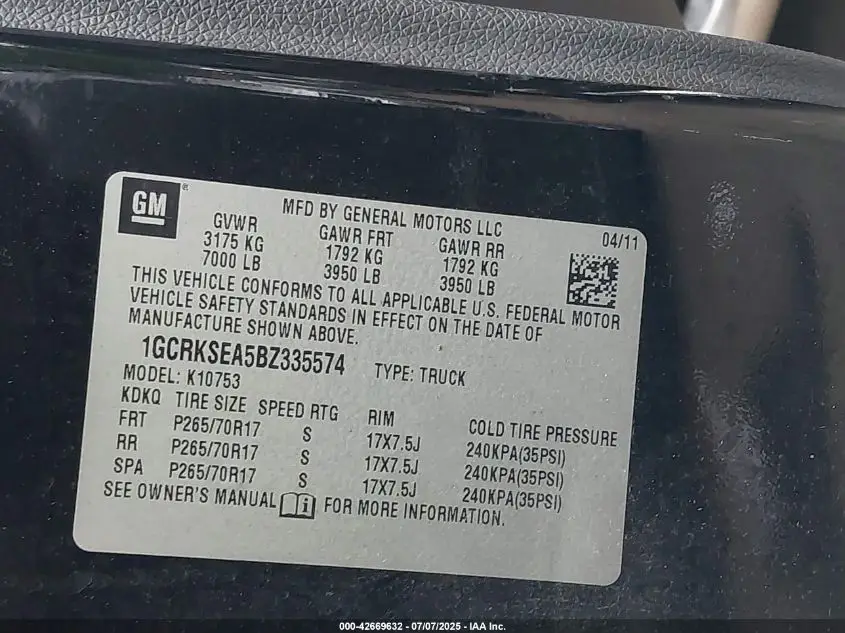 GM ®
MFD BY GENERAL MOTORS LLC 04/11
GVWR GAWR FRT GAWR RR
3175 KG 1792 KG 1792 KG
7000 LB 3950 LB 3950 LB
THIS VEHICLE CONFORMS TO ALL APPLICABLE U.S. FEDERAL MOTOR
VEHICLE SAFETY STANDARDS IN EFFECT ON THE DATE OF
MANUFACTURE SHOWN ABOVE.
1GCRKSEA5BZ335574 TYPE: TRUCK
MODEL: K10753
KDKQ TIRE SIZE SPEED RTG RIM COLD TIRE PRESSURE
FRT P265/70R17 S 17X7.5J 240KPA(35PSI)
RR P265/70R17 S 17X7.5J 240KPA(35PSI)
SPA P265/70R17 S 17X7.5J 240KPA(35PSI)
SEE OWNER'S MANUAL i FOR MORE INFORMATION.
000-42669632 - 07/07/2025 - IAA Inc.